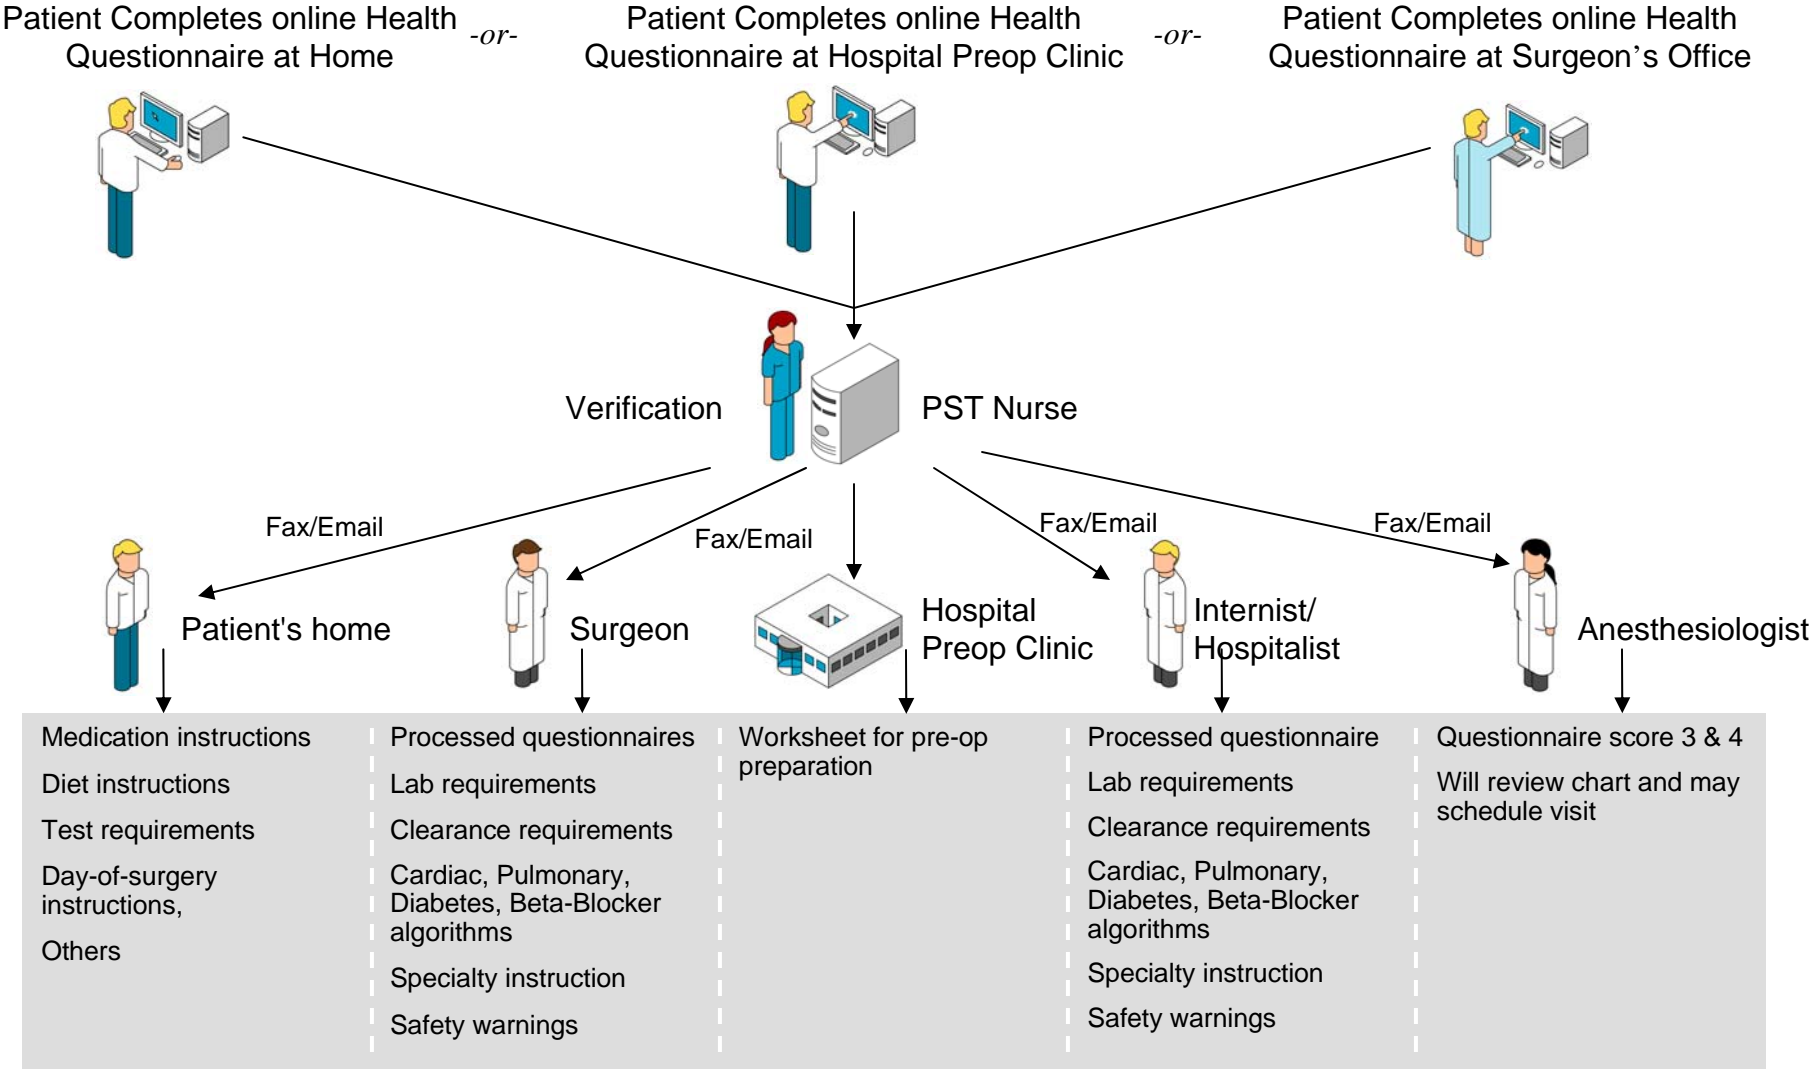 Patient Completes online Health
Questionnaire at Home
-or-
Patient Completes online Health
Questionnaire at Hospital Preop Clinic
-or-
Patient Completes online Health
Questionnaire at Surgeon’s Office
Verification
PST Nurse
Fax/Email
Fax/Email
Fax/Email
Fax/Email
Patient's home
Surgeon
Hospital
Preop Clinic
Internist/
Hospitalist
Anesthesiologist
Medication instructions
Diet instructions
Test requirements
Day-of-surgery
instructions,
Others
Processed questionnaires
Lab requirements
Clearance requirements
Cardiac, Pulmonary,
Diabetes, Beta-Blocker
algorithms
Specialty instruction
Safety warnings
Worksheet for pre-op
preparation
Processed questionnaire
Lab requirements
Clearance requirements
Cardiac, Pulmonary,
Diabetes, Beta-Blocker
algorithms
Specialty instruction
Safety warnings
Questionnaire score 3 & 4
Will review chart and may
schedule visit